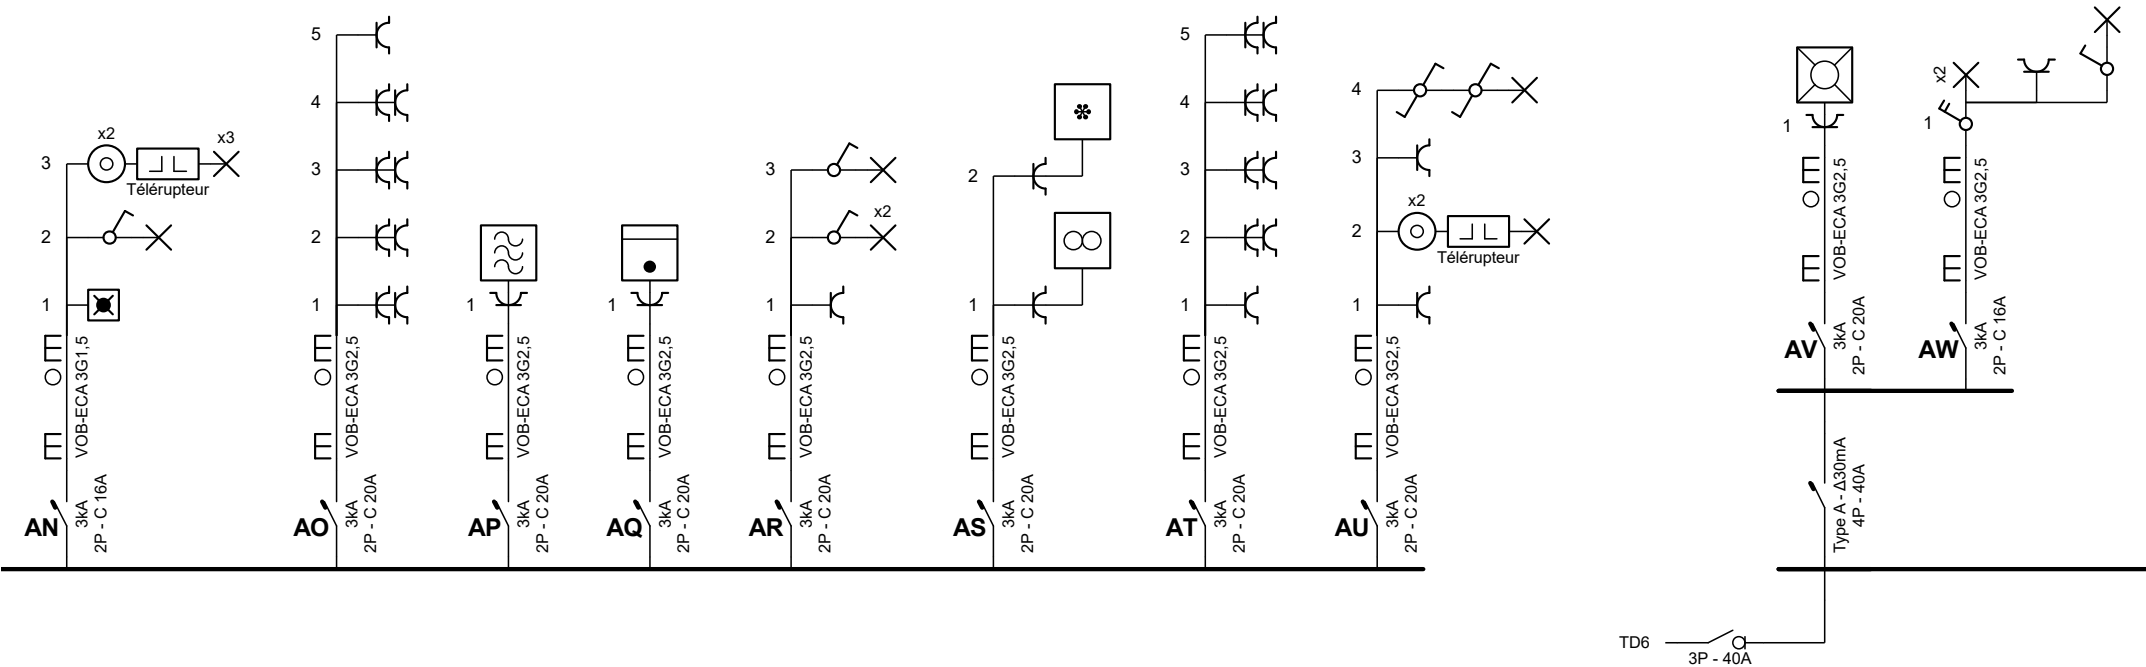 3
x2
x3
Télérupteur
2
1
VOB-ECA 3G1,5
AN
3kA
2P - C 16A
5
4
3
2
1
VOB-ECA 3G2,5
AO
3kA
2P - C 20A
1
VOB-ECA 3G2,5
AP
3kA
2P - C 20A
1
VOB-ECA 3G2,5
AQ
3kA
2P - C 20A
3
2
x2
1
VOB-ECA 3G2,5
AR
3kA
2P - C 20A
2
1
VOB-ECA 3G2,5
AS
3kA
2P - C 20A
5
4
3
2
1
VOB-ECA 3G2,5
AT
3kA
2P - C 20A
4
3
x2
2
Télérupteur
1
VOB-ECA 3G2,5
AU
3kA
2P - C 20A
1
VOB-ECA 3G2,5
AV
3kA
2P - C 20A
x2
1
VOB-ECA 3G2,5
AW
3kA
2P - C 16A
Type A - Δ30mA
4P - 40A
TD6
3P - 40A